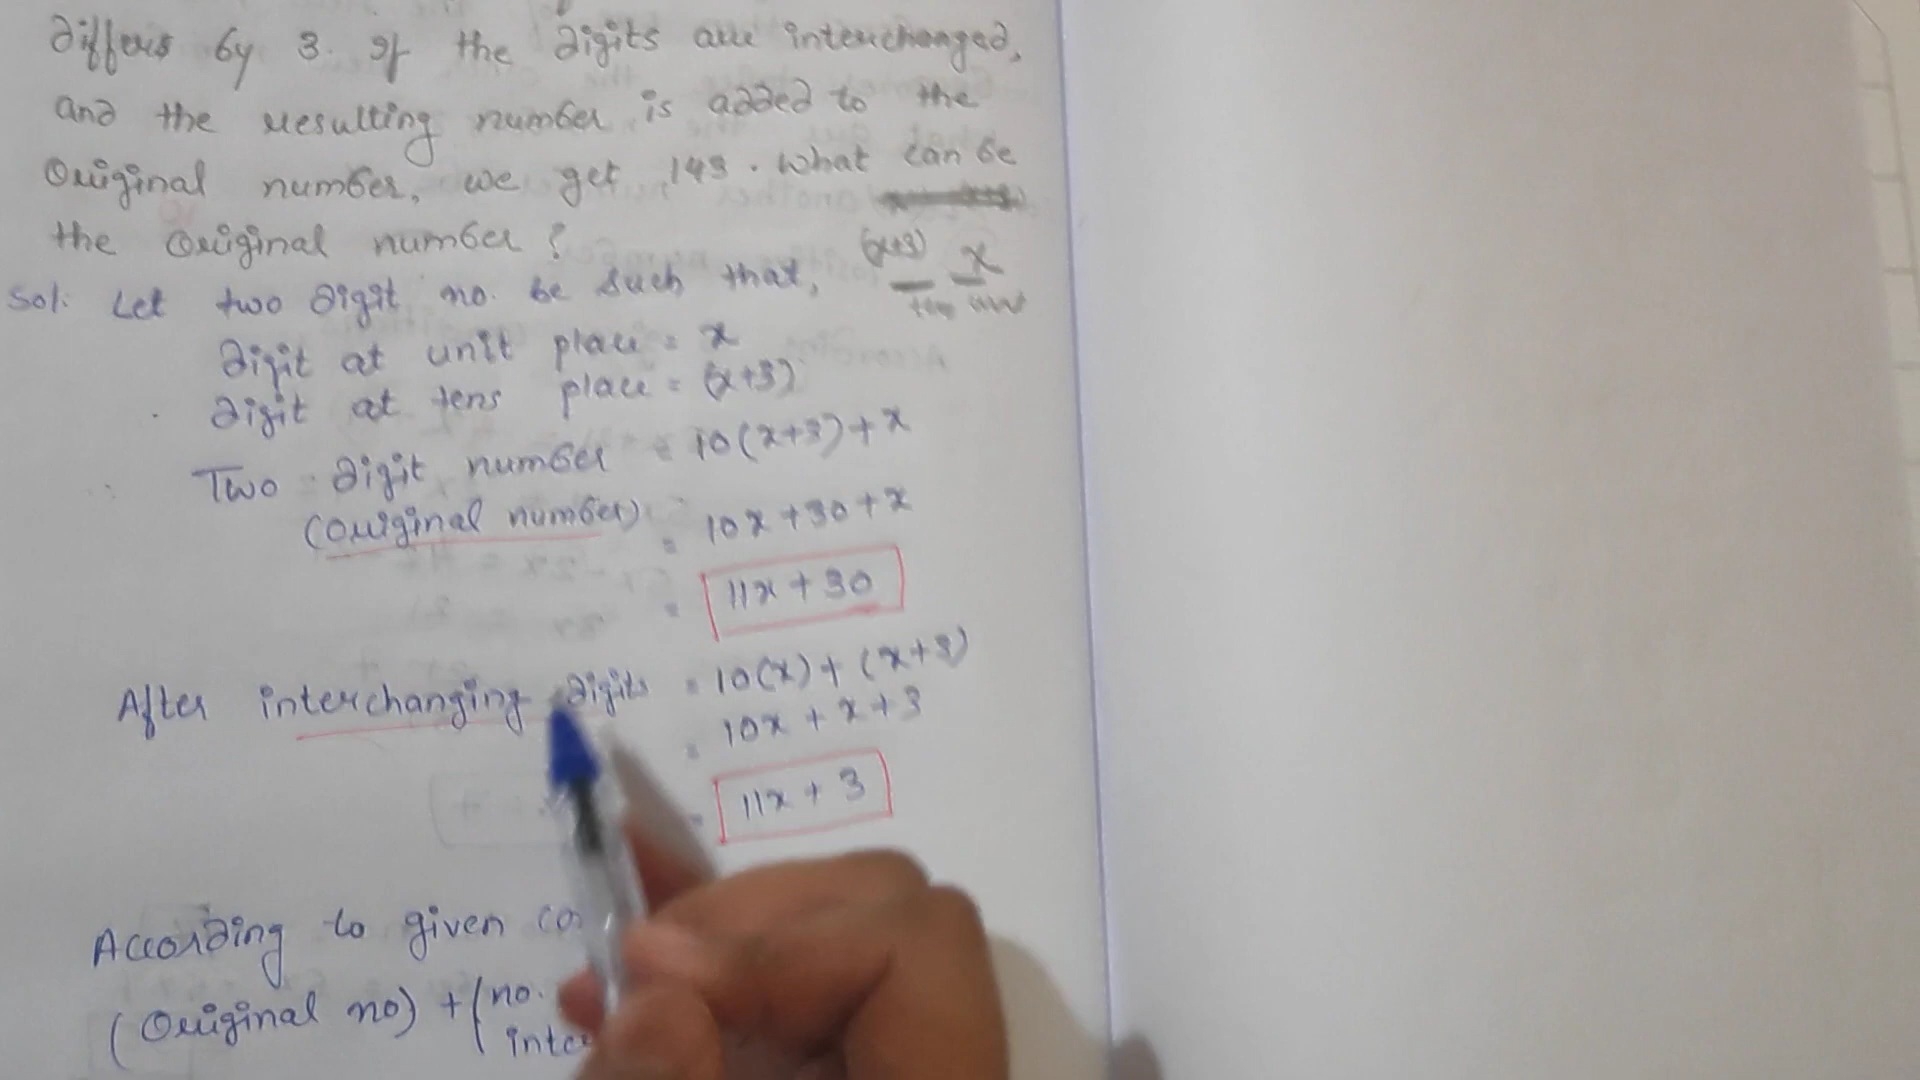 differs by 3. If the digits are interchanged,
and the resulting number is added to the
Original number, we get 143. What can be
the Original number?
(x+3) x
Sol. Let two digit no. be such that,
digit at unit place = x
digit at tens place = (x+3)
Two digit number = 10(x+3)+x
(Original number)
= 10x+30+x
= 11x+30
After interchanging digits = 10(x)+(x+3)
= 10x+x+3
= 11x+3
According to given
(Original no) + (no.